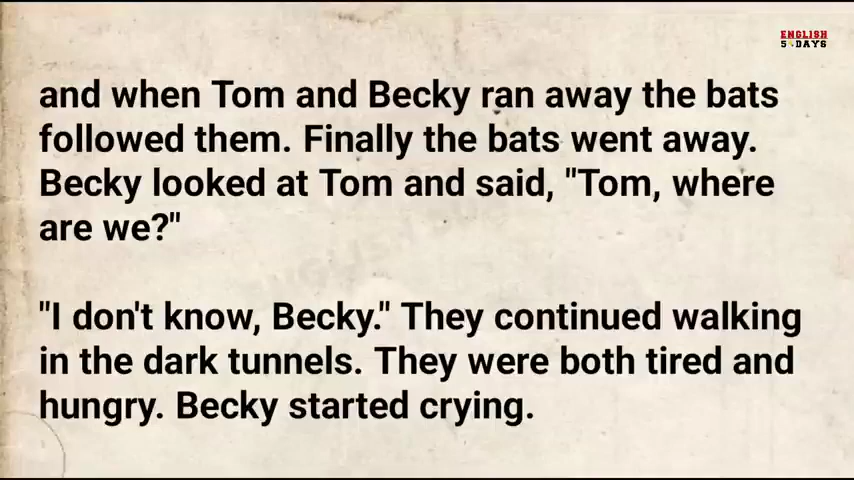 ENGLISH
5 DAYS
and when Tom and Becky ran away the bats
followed them. Finally the bats went away.
Becky looked at Tom and said, "Tom, where
are we?"
"I don't know, Becky." They continued walking
in the dark tunnels. They were both tired and
hungry. Becky started crying.